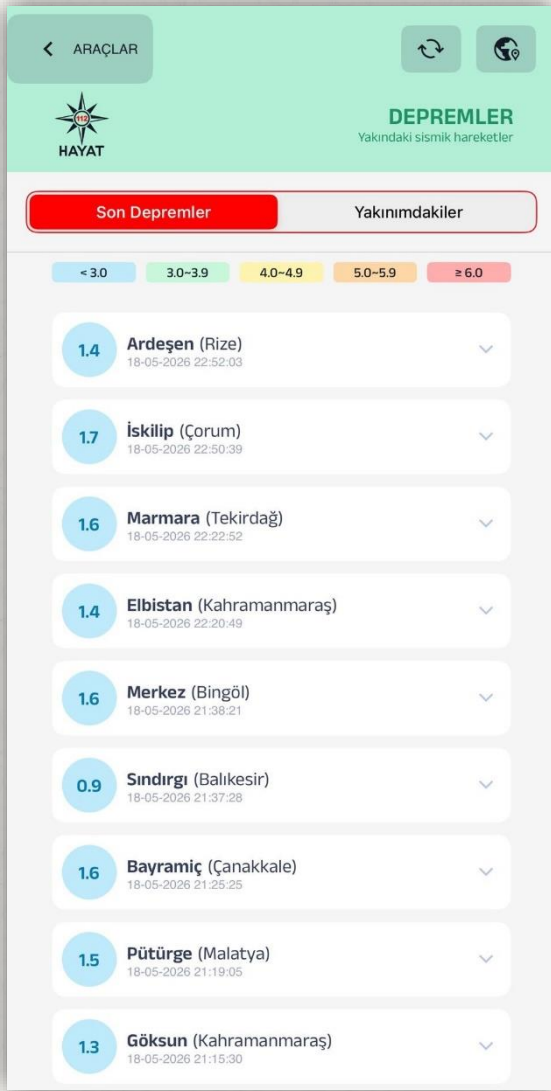 ARAÇLAR
112
HAYAT
DEPREMLER
Yakındaki sismik hareketler
Son Depremler
Yakınımdakiler
< 3.0
3.0~3.9
4.0~4.9
5.0~5.9
≥ 6.0
1.4
Ardeşen (Rize)
18-05-2026 22:52:03
1.7
İskilip (Çorum)
18-05-2026 22:50:39
1.6
Marmara (Tekirdağ)
18-05-2026 22:22:52
1.4
Elbistan (Kahramanmaraş)
18-05-2026 22:20:49
1.6
Merkez (Bingöl)
18-05-2026 21:38:21
0.9
Sındırgı (Balıkesir)
18-05-2026 21:37:28
1.6
Bayramiç (Çanakkale)
18-05-2026 21:25:25
1.5
Pütürge (Malatya)
18-05-2026 21:19:05
1.3
Göksun (Kahramanmaraş)
18-05-2026 21:15:30